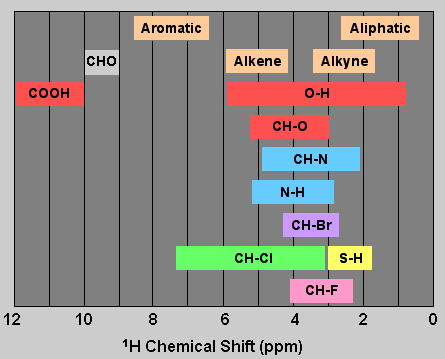 Aromatic Aliphatic
CHO Alkene Alkyne
COOH O-H
CH-O
CH-N
N-H
CH-Br
CH-Cl S-H
CH-F
12 10 8 6 4 2 0
¹H Chemical Shift (ppm)